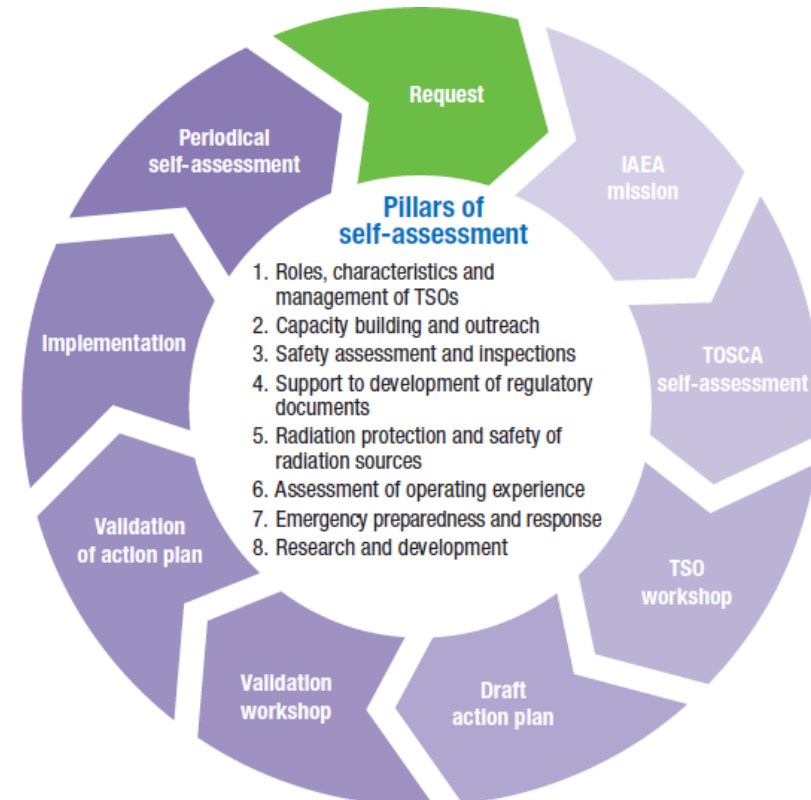 Request
IAEA
mission
TOSCA
self-assessment
TSO
workshop
Draft
action plan
Validation
workshop
Validation
of action plan
Implementation
Periodical
self-assessment
Pillars of
self-assessment
1. Roles, characteristics and
management of TSOs
2. Capacity building and outreach
3. Safety assessment and inspections
4. Support to development of regulatory
documents
5. Radiation protection and safety of
radiation sources
6. Assessment of operating experience
7. Emergency preparedness and response
8. Research and development